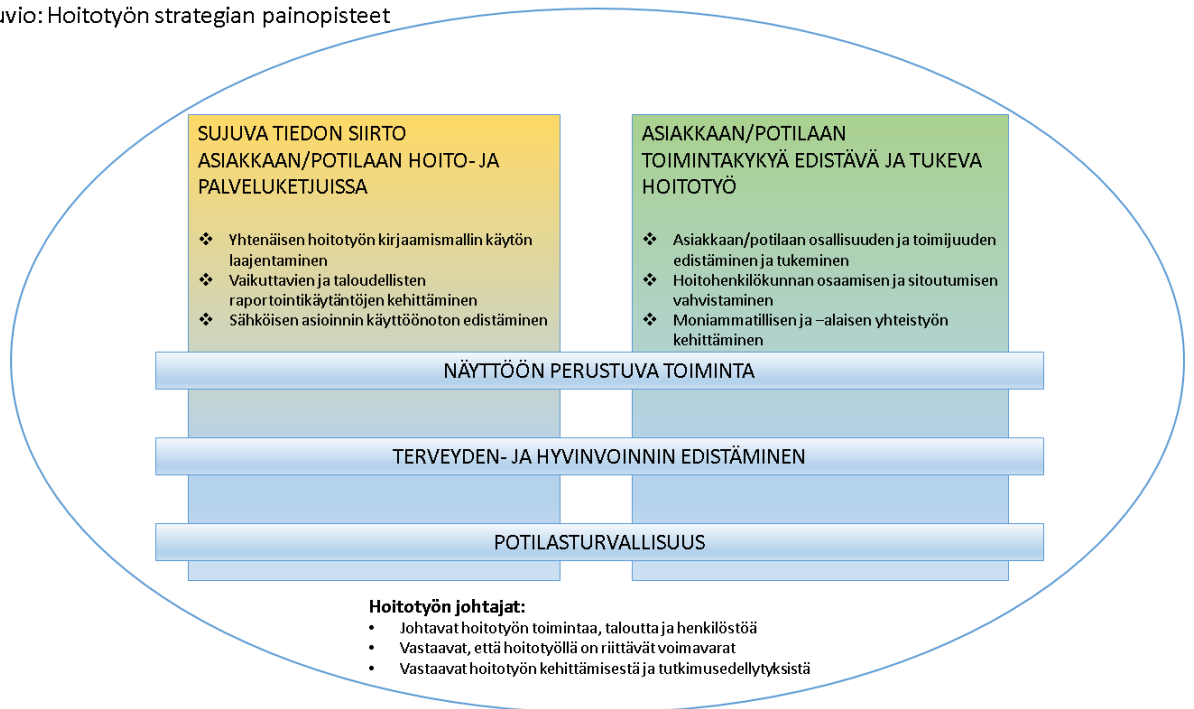 uvio: Hoitotyön strategian painopisteet
SUJUVA TIEDON SIIRTO
ASIAKKAAN/POTILAAN HOITO- JA
PALVELUKETJUISSA
❖ Yhtenäisen hoitotyön kirjaamismallin käytön
laajentaminen
❖ Vaikuttavien ja taloudellisten
raportointikäytäntöjen kehittäminen
❖ Sähköisen asioinnin käyttöönoton edistäminen
ASIAKKAAN/POTILAAN
TOIMINTAKYKYÄ EDISTÄVÄ JA TUKEVA
HOITOTYÖ
❖ Asiakkaan/potilaan osallisuuden ja toimijuuden
edistäminen ja tukeminen
❖ Hoitohenkilökunnan osaamisen ja sitoutumisen
vahvistaminen
❖ Moniammatillisen ja –alaisen yhteistyön
kehittäminen
NÄYTTÖÖN PERUSTUVA TOIMINTA
TERVEYDEN- JA HYVINVOINNIN EDISTÄMINEN
POTILASTURVALLISUUS
Hoitotyön johtajat:
• Johtavat hoitotyön toimintaa, taloutta ja henkilöstöä
• Vastaavat, että hoitotyöllä on riittävät voimavarat
• Vastaavat hoitotyön kehittämisestä ja tutkimusedellytyksistä